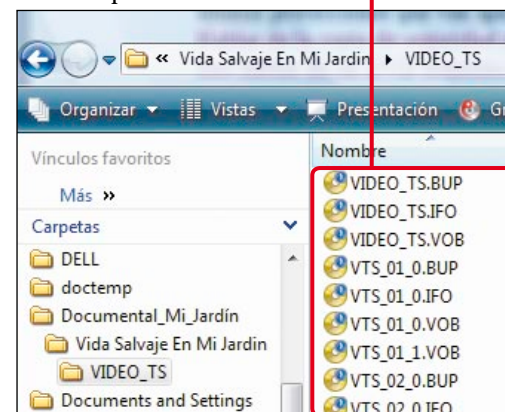 « Vida Salvaje En Mi Jardin ▸ VIDEO_TS
Organizar Vistas Presentación
Vínculos favoritos
Más »
Carpetas
DELL
doctemp
Documental_Mi_Jardín
Vida Salvaje En Mi Jardin
VIDEO_TS
Documents and Settings
Nombre
VIDEO_TS.BUP
VIDEO_TS.IFO
VIDEO_TS.VOB
VTS_01_0.BUP
VTS_01_0.IFO
VTS_01_0.VOB
VTS_01_1.VOB
VTS_02_0.BUP
VTS_02_0.IFO